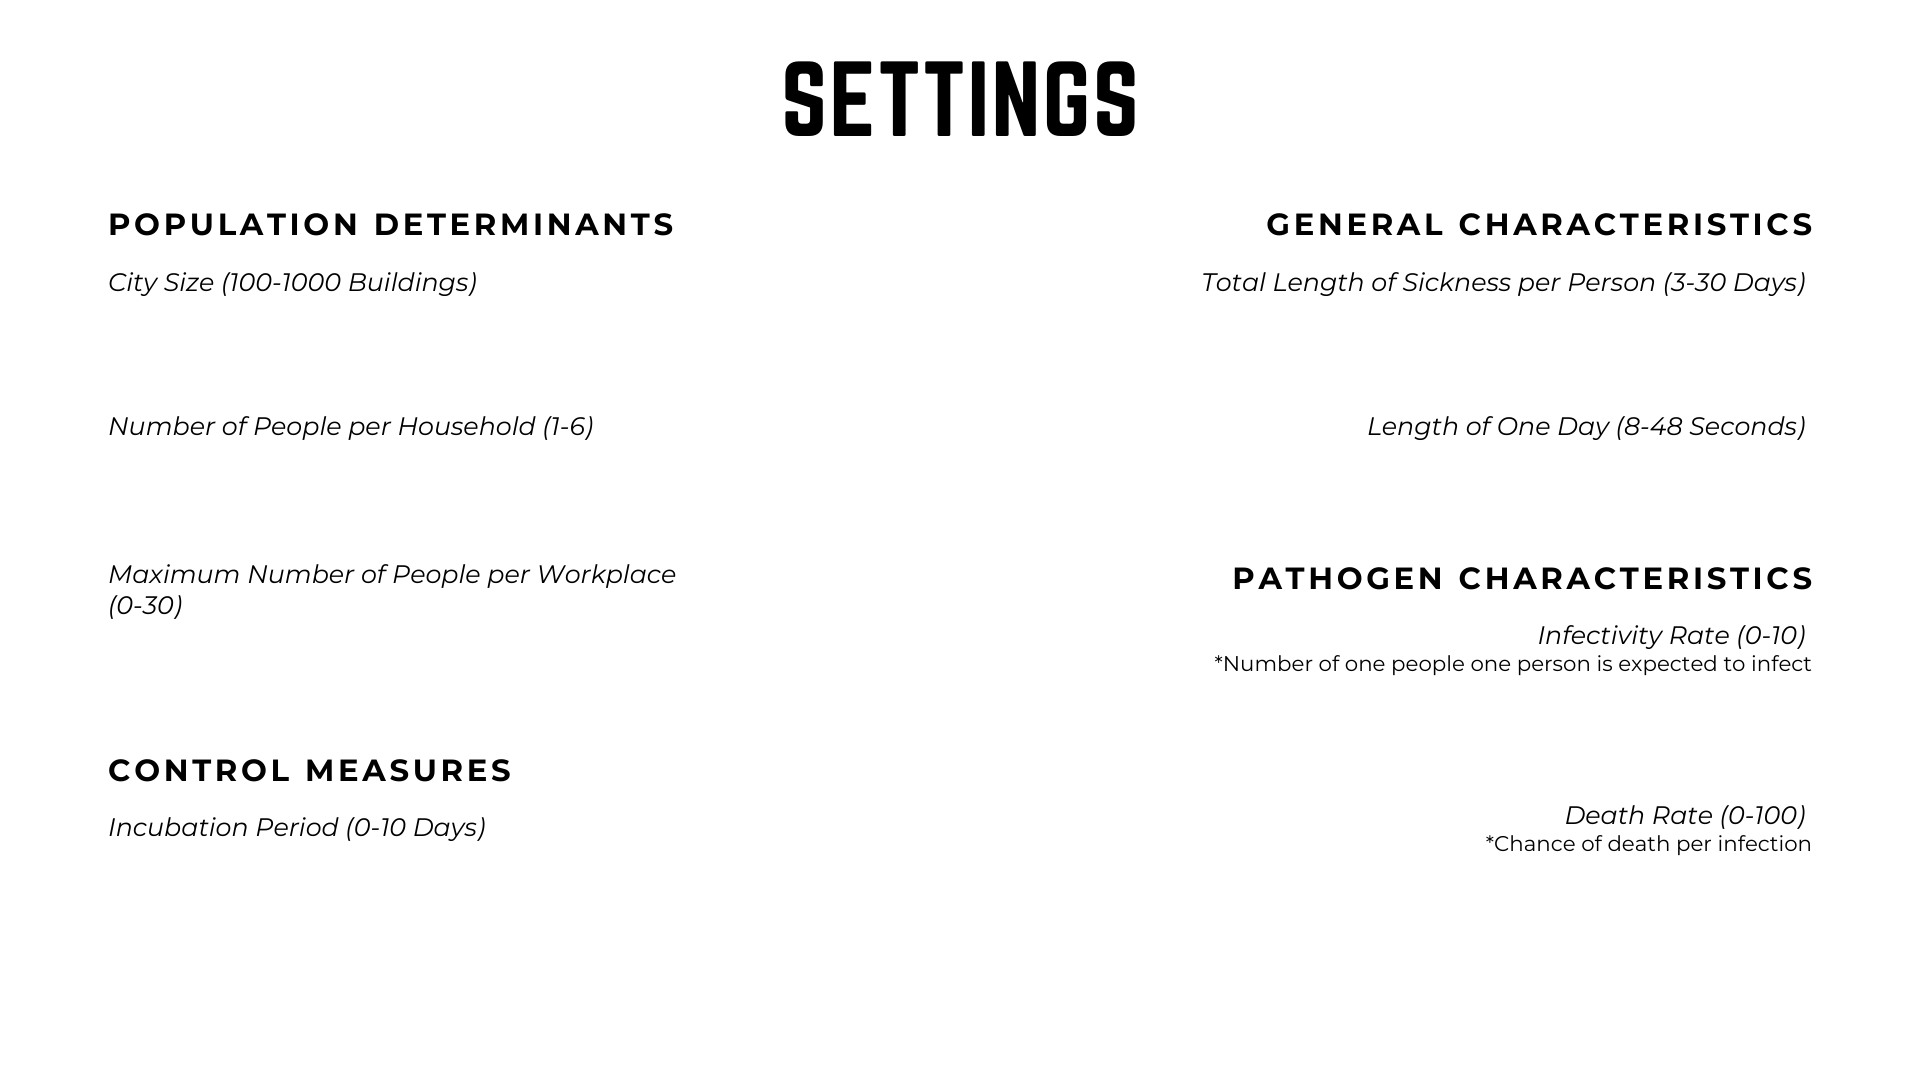 SETTINGS
POPULATION DETERMINANTS
City Size (100-1000 Buildings)
Number of People per Household (1-6)
Maximum Number of People per Workplace
(0-30)
CONTROL MEASURES
Incubation Period (0-10 Days)
GENERAL CHARACTERISTICS
Total Length of Sickness per Person (3-30 Days)
Length of One Day (8-48 Seconds)
PATHOGEN CHARACTERISTICS
Infectivity Rate (0-10)
*Number of one people one person is expected to infect
Death Rate (0-100)
*Chance of death per infection